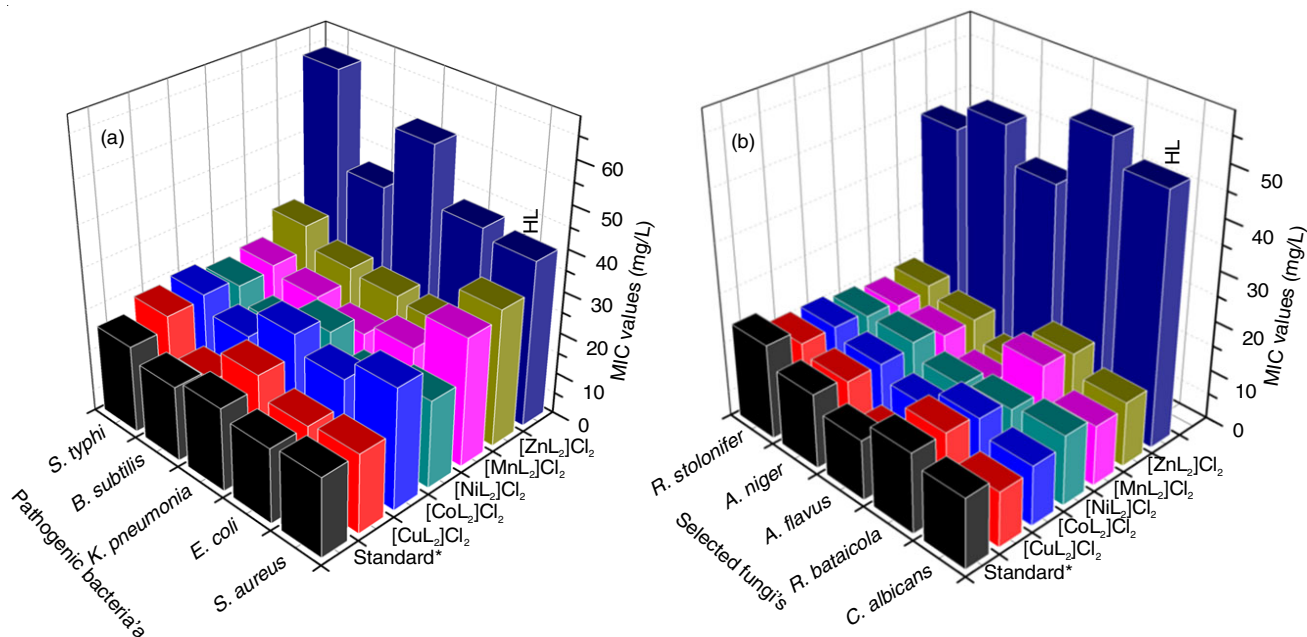 (a)
HL
60
50
40
30
20
10
0
MIC values (mg/L)
[ZnL2]Cl2
[MnL2]Cl2
[NiL2]Cl2
[CoL2]Cl2
[CuL2]Cl2
Standard*
S. typhi
B. subtilis
K. pneumonia
E. coli
S. aureus
Pathogenic bacteria'a
(b)
HL
50
40
30
20
10
0
MIC values (mg/L)
[ZnL2]Cl2
[MnL2]Cl2
[NiL2]Cl2
[CoL2]Cl2
[CuL2]Cl2
Standard*
R. stolonifer
A. niger
A. flavus
R. bataicola
C. albicans
Selected fungi's